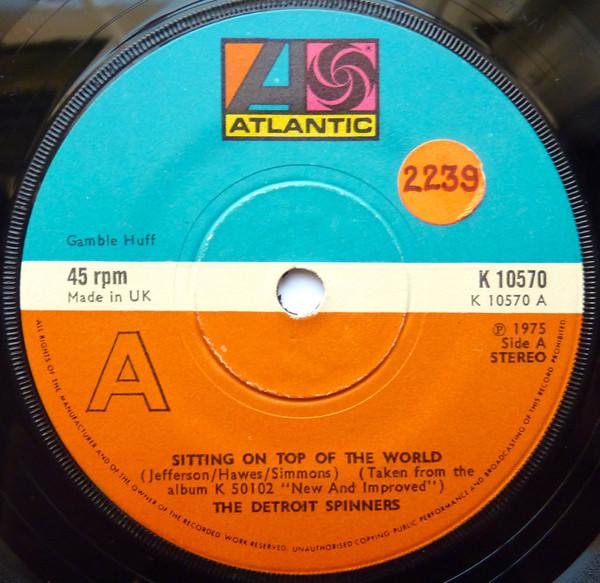 ATLANTIC
2239
Gamble Huff
45 rpm
Made in UK
K 10570
K 10570 A
A
℗ 1975
Side A
STEREO
SITTING ON TOP OF THE WORLD
(Jefferson/Hawes/Simmons) (Taken from the
album K 50102 "New And Improved")
THE DETROIT SPINNERS
ALL RIGHTS OF THE MANUFACTURER AND OF THE OWNER OF THE RECORDED WORK RESERVED. UNAUTHORISED COPYING PUBLIC PERFORMANCE AND BROADCASTING OF THIS RECORD PROHIBITED.